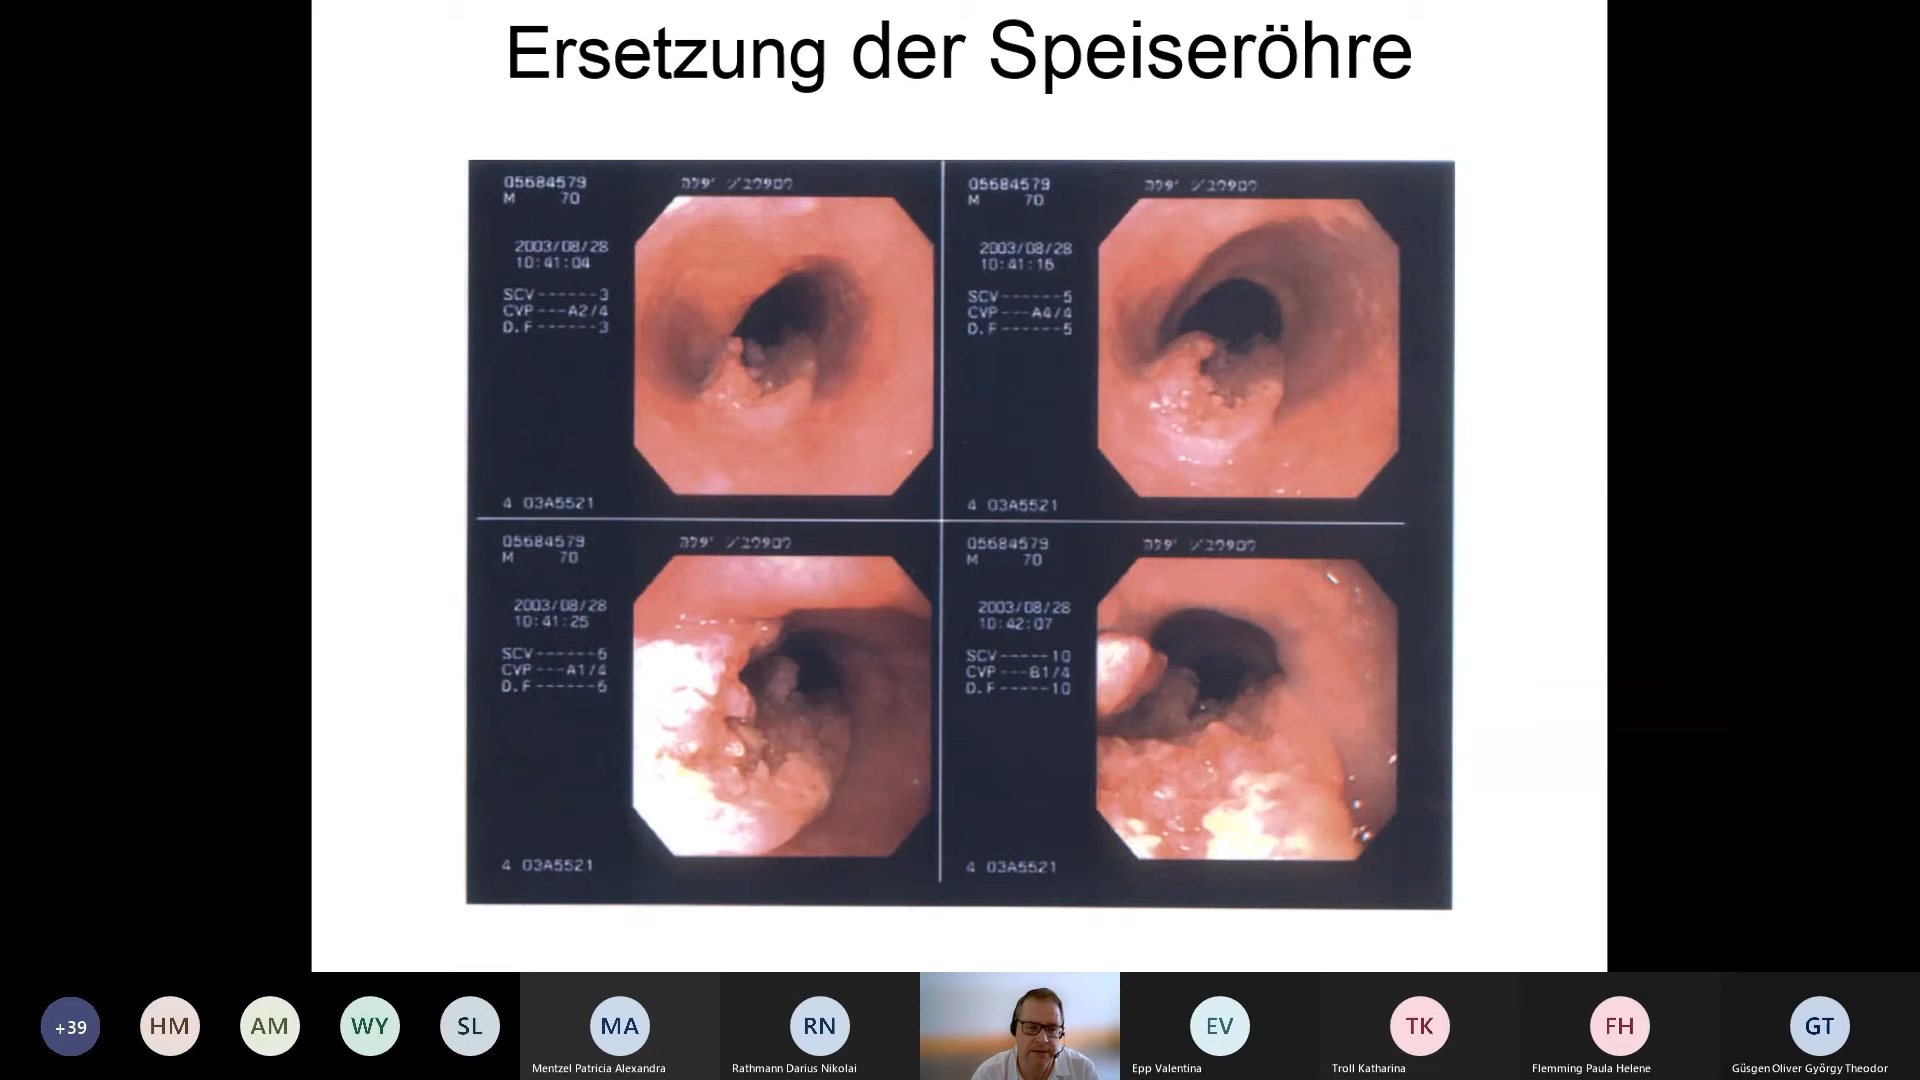 Ersetzung der Speiseröhre
05684579
M 70
2003/08/28
10:41:04
SCV------3
CVP---A2/4
D.F------3
4 03A5521
05684579
M 70
2003/08/28
10:41:16
SCV------5
CVP---A4/4
D.F------5
4 03A5521
05684579
M 70
2003/08/28
10:41:25
SCV------6
CVP---A1/4
D.F------6
4 03A5521
05684579
M 70
2003/08/28
10:42:07
SCV-----10
CVP---B1/4
D.F-----10
4 03A5521
+39
HM
AM
WY
SL
MA
Mentzel Patricia Alexandra
RN
Rathmann Darius Nikolai
EV
Epp Valentina
TK
Troll Katharina
FH
Flemming Paula Helene
GT
Güsgen Oliver György Theodor